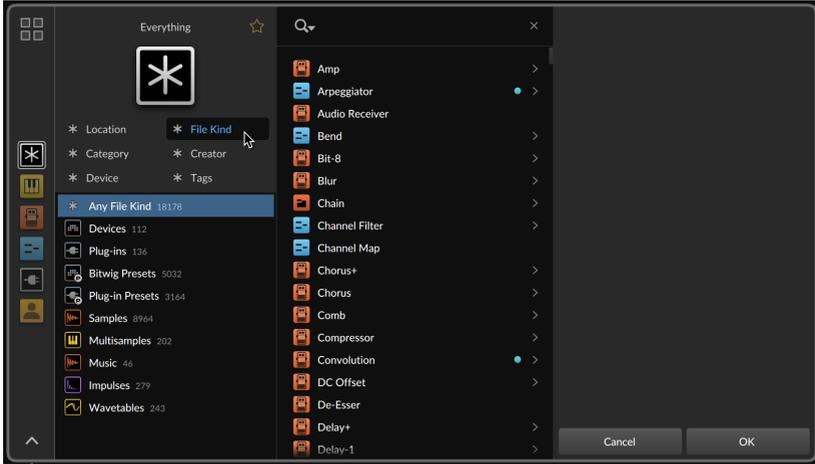 Everything
Location
File Kind
Category
Creator
Device
Tags
Any File Kind 18178
Devices 112
Plug-ins 136
Bitwig Presets 5032
Plug-in Presets 3164
Samples 8964
Multisamples 202
Music 46
Impulses 279
Wavetables 243
Amp
Arpeggiator
Audio Receiver
Bend
Bit-8
Blur
Chain
Channel Filter
Channel Map
Chorus+
Chorus
Comb
Compressor
Convolution
DC Offset
De-Esser
Delay+
Delay-1
Cancel
OK